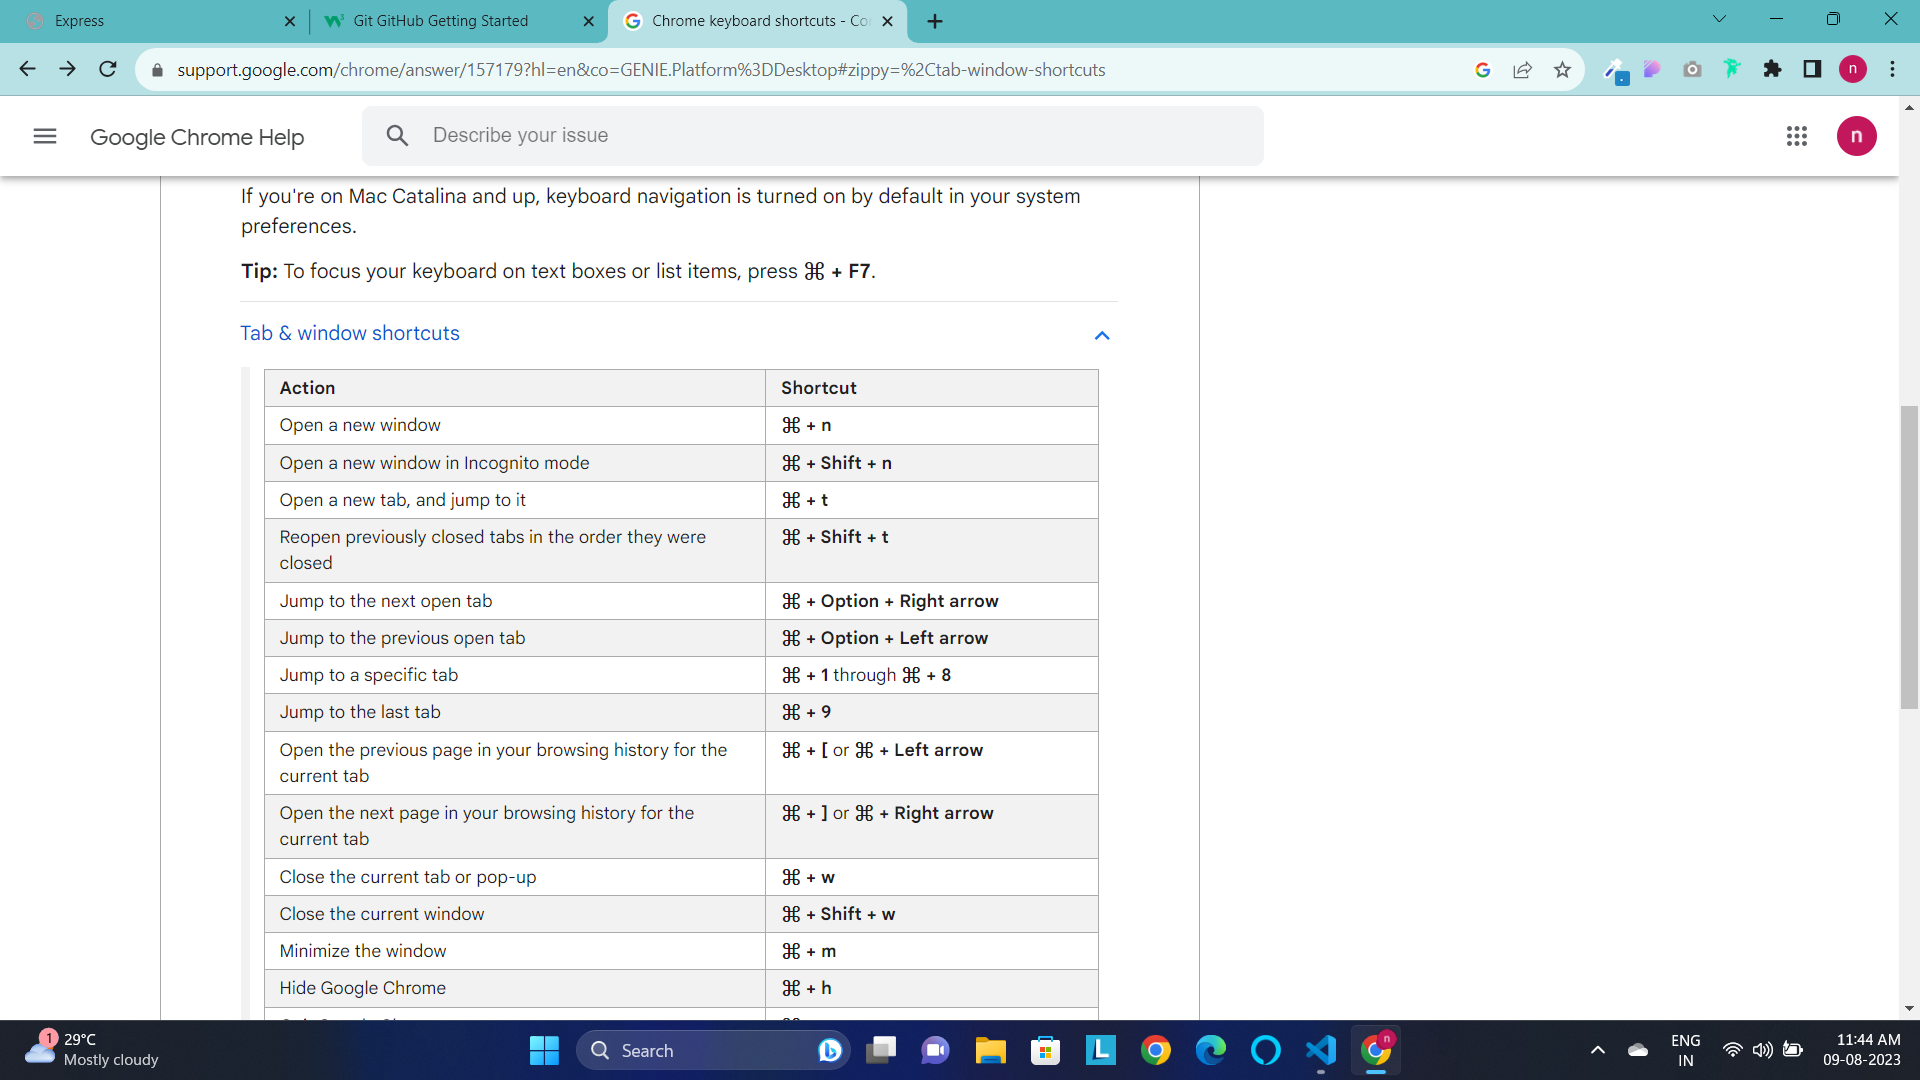 Express
Git GitHub Getting Started
Chrome keyboard shortcuts - Co
support.google.com/chrome/answer/157179?hl=en&co=GENIE.Platform%3DDesktop#zippy=%2Ctab-window-shortcuts
n
Google Chrome Help
Describe your issue
n
If you're on Mac Catalina and up, keyboard navigation is turned on by default in your system
preferences.
Tip: To focus your keyboard on text boxes or list items, press ⌘ + F7.
Tab & window shortcuts
Action Shortcut
Open a new window ⌘ + n
Open a new window in Incognito mode ⌘ + Shift + n
Open a new tab, and jump to it ⌘ + t
Reopen previously closed tabs in the order they were ⌘ + Shift + t
closed
Jump to the next open tab ⌘ + Option + Right arrow
Jump to the previous open tab ⌘ + Option + Left arrow
Jump to a specific tab ⌘ + 1 through ⌘ + 8
Jump to the last tab ⌘ + 9
Open the previous page in your browsing history for the ⌘ + [ or ⌘ + Left arrow
current tab
Open the next page in your browsing history for the ⌘ + ] or ⌘ + Right arrow
current tab
Close the current tab or pop-up ⌘ + w
Close the current window ⌘ + Shift + w
Minimize the window ⌘ + m
Hide Google Chrome ⌘ + h
1
29°C
Mostly cloudy
Search
L
n
ENG
IN
11:44 AM
09-08-2023